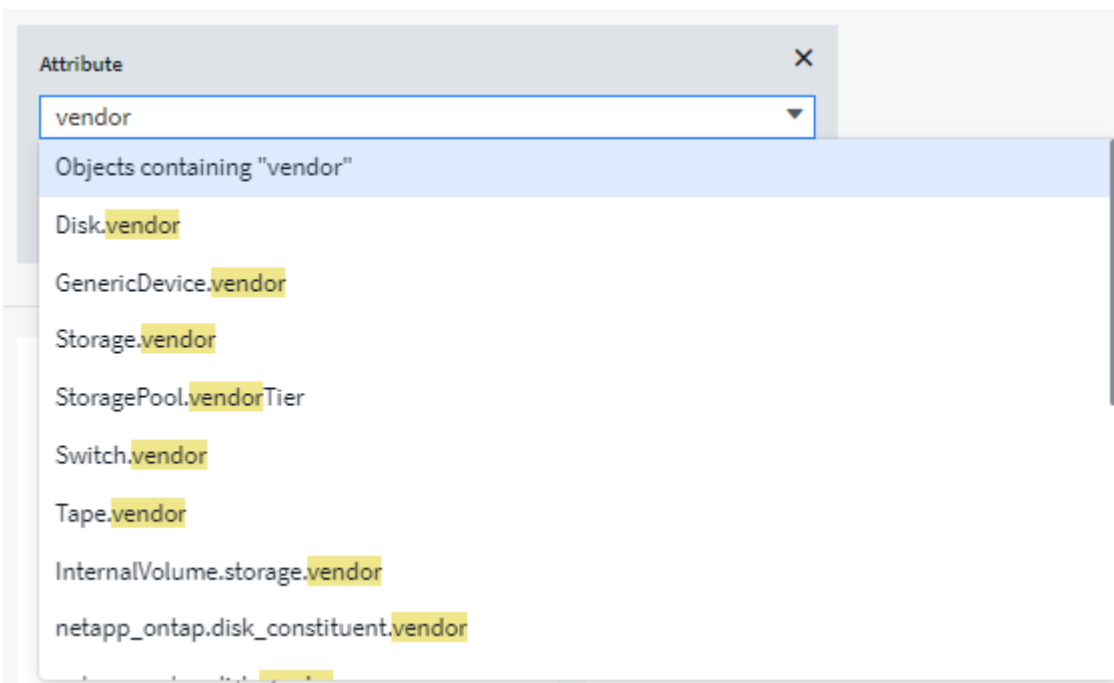 Attribute
vendor
Objects containing "vendor"
Disk.vendor
GenericDevice.vendor
Storage.vendor
StoragePool.vendorTier
Switch.vendor
Tape.vendor
InternalVolume.storage.vendor
netapp_ontap.disk_constituent.vendor